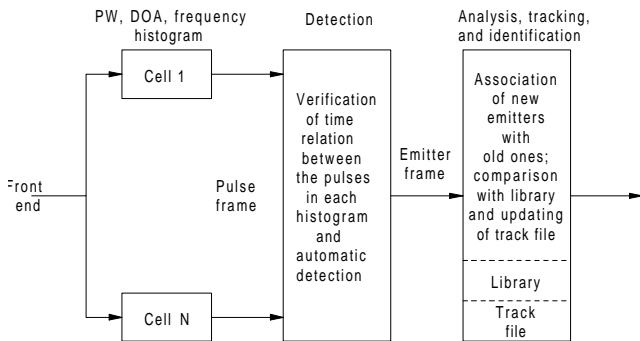 PW, DOA, frequency
histogram
Detection
Analysis, tracking,
and identification
Cell 1
Verification
of time
relation
between
the pulses
in each
histogram
and
automatic
detection
Association
of new
emitters
with
old ones;
comparison
with library
and updating
of track file
Emitter
frame
Front
end
Pulse
frame
Library
Cell N
Track
file